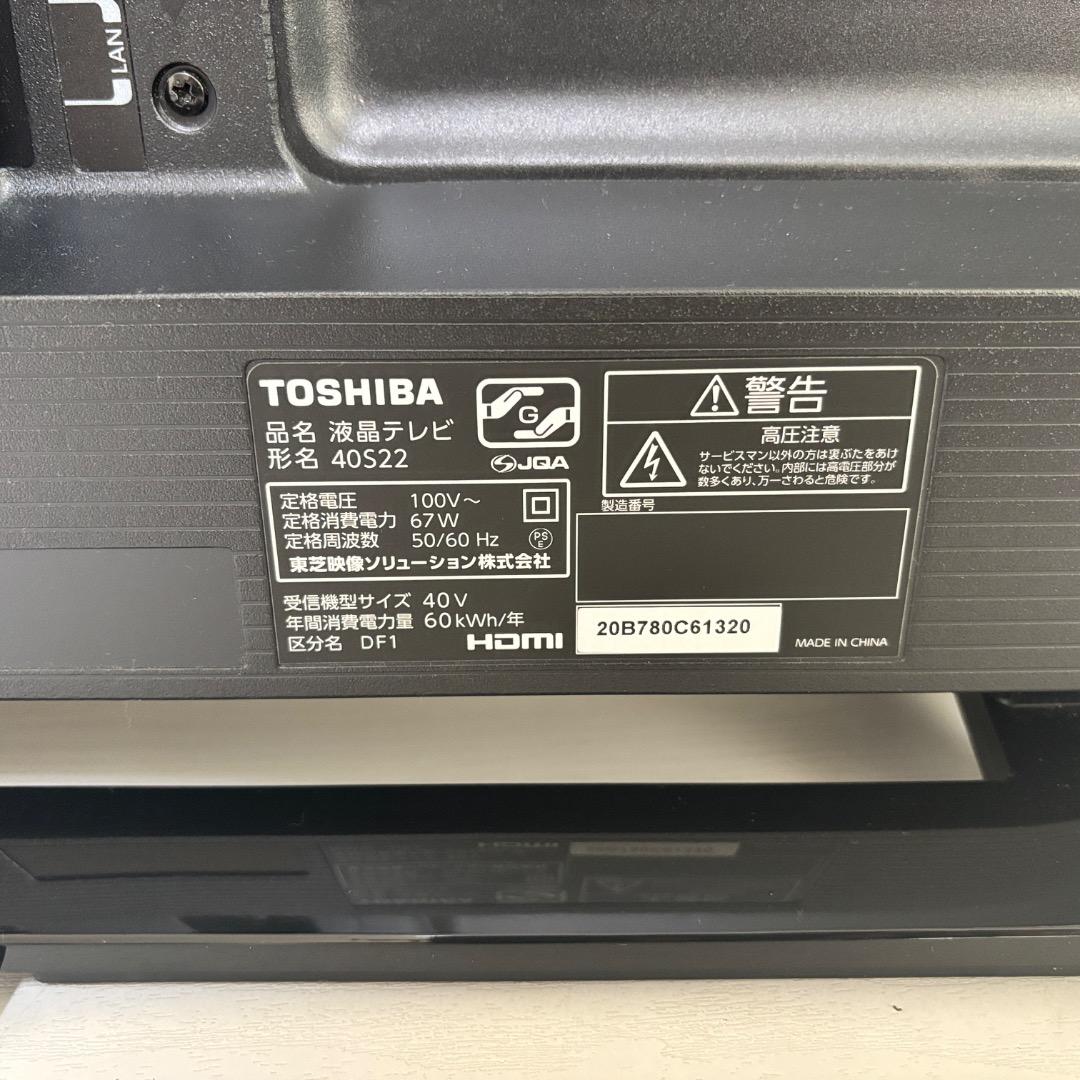 LAN
TOSHIBA
品名 液晶テレビ
形名 40S22
G
JQA
定格電圧 100V～
定格消費電力 67W
定格周波数 50/60 Hz
PS
E
東芝映像ソリューション株式会社
受信機型サイズ 40V
年間消費電力量 60kWh/年
区分名 DF1
HDMI
警告
高圧注意
サービスマン以外の方は裏ぶたをあけ
ないでください。内部には高電圧部分が
数多くあり、万一さわると危険です。
製造番号
20B780C61320
MADE IN CHINA